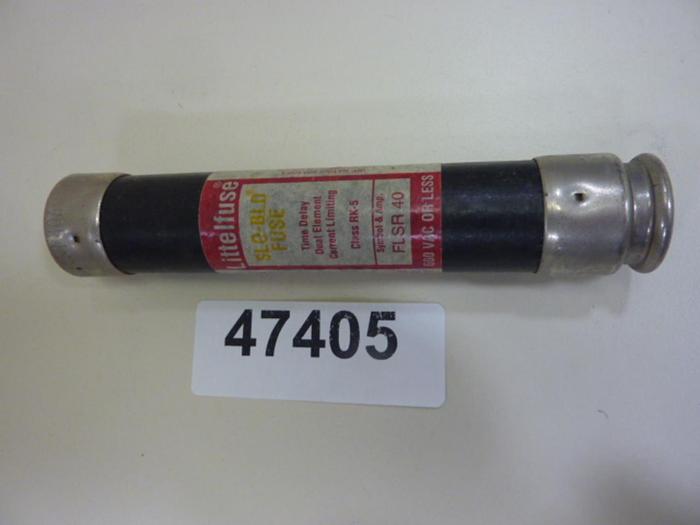 Littelfuse
SLO-BLO
FUSE
Time Delay
Dual Element
Current Limiting
Class RK-5
Symbol & Amp.
FLSR 40
600 VAC OR LESS
47405